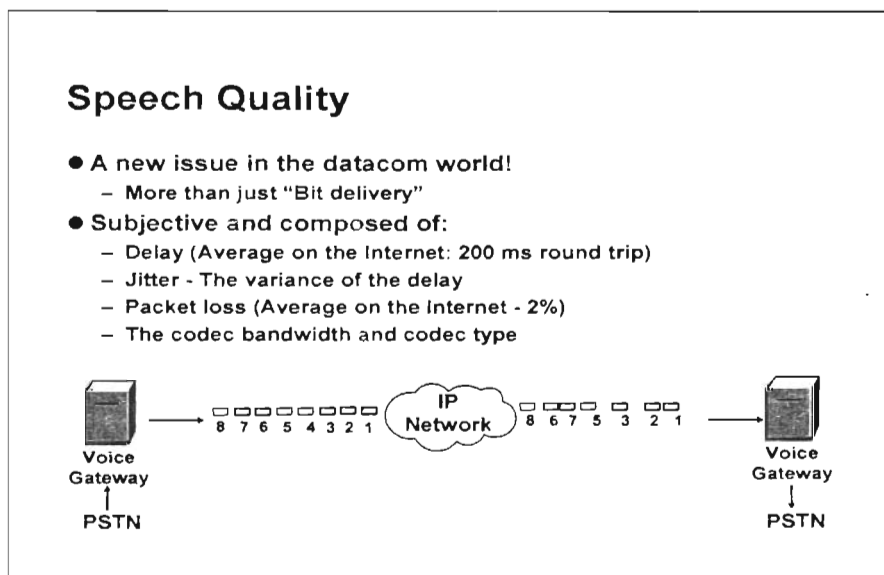 Speech Quality
● A new issue in the datacom world!
– More than just “Bit delivery”
● Subjective and composed of:
– Delay (Average on the Internet: 200 ms round trip)
– Jitter - The variance of the delay
– Packet loss (Average on the Internet - 2%)
– The codec bandwidth and codec type
8 7 6 5 4 3 2 1
IP
Network
8 6 7 5 3 2 1
Voice
Gateway
PSTN
Voice
Gateway
PSTN